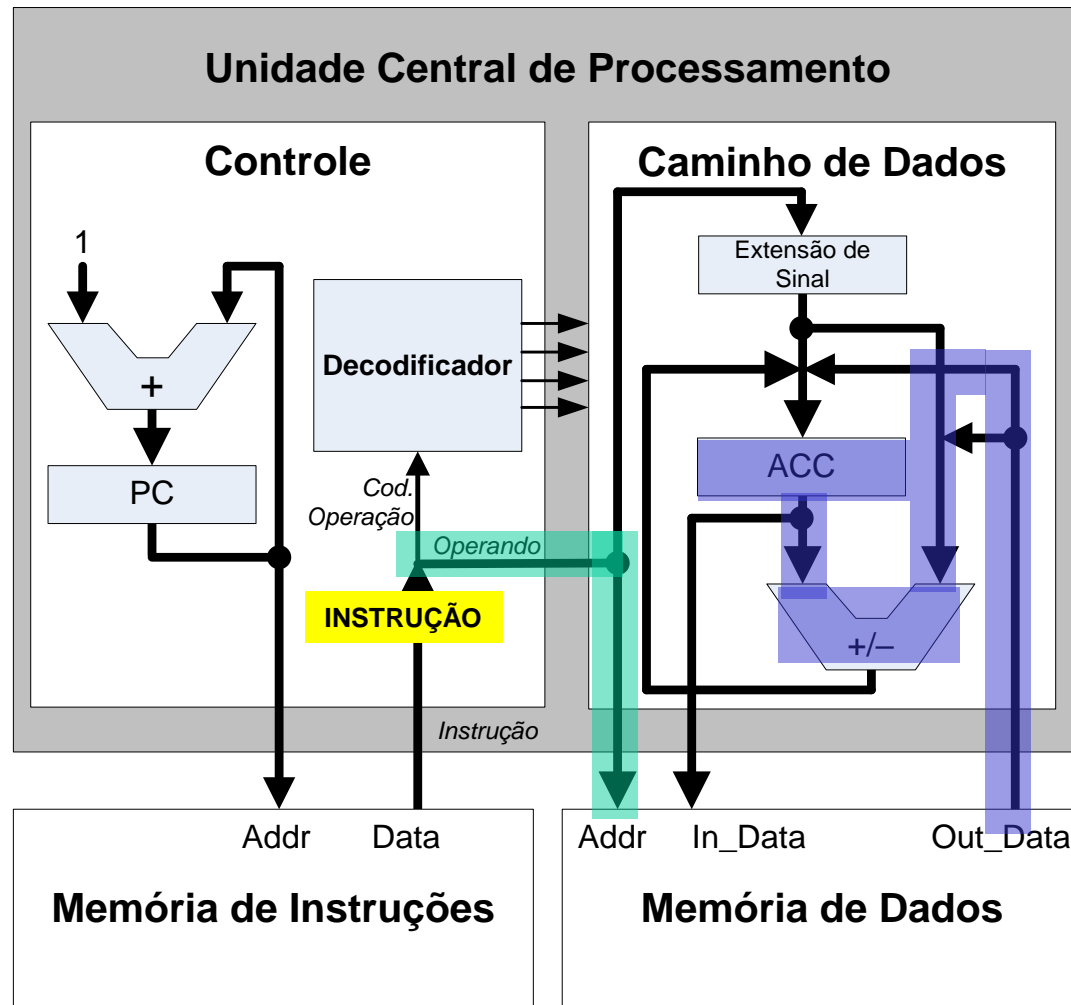 Unidade Central de Processamento
Controle
1
+
PC
Decodificador
Cod.
Operação
Operando
INSTRUÇÃO
Instrução
Caminho de Dados
Extensão de
Sinal
ACC
+/–
Addr
Data
Memória de Instruções
Addr
In_Data
Out_Data
Memória de Dados